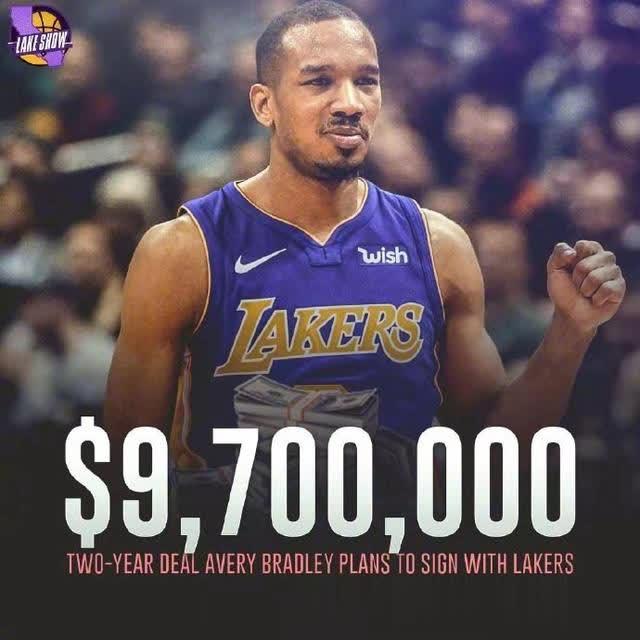 LAKE SHOW
wish
LAKERS
$9,700,000
TWO-YEAR DEAL AVERY BRADLEY PLANS TO SIGN WITH LAKERS